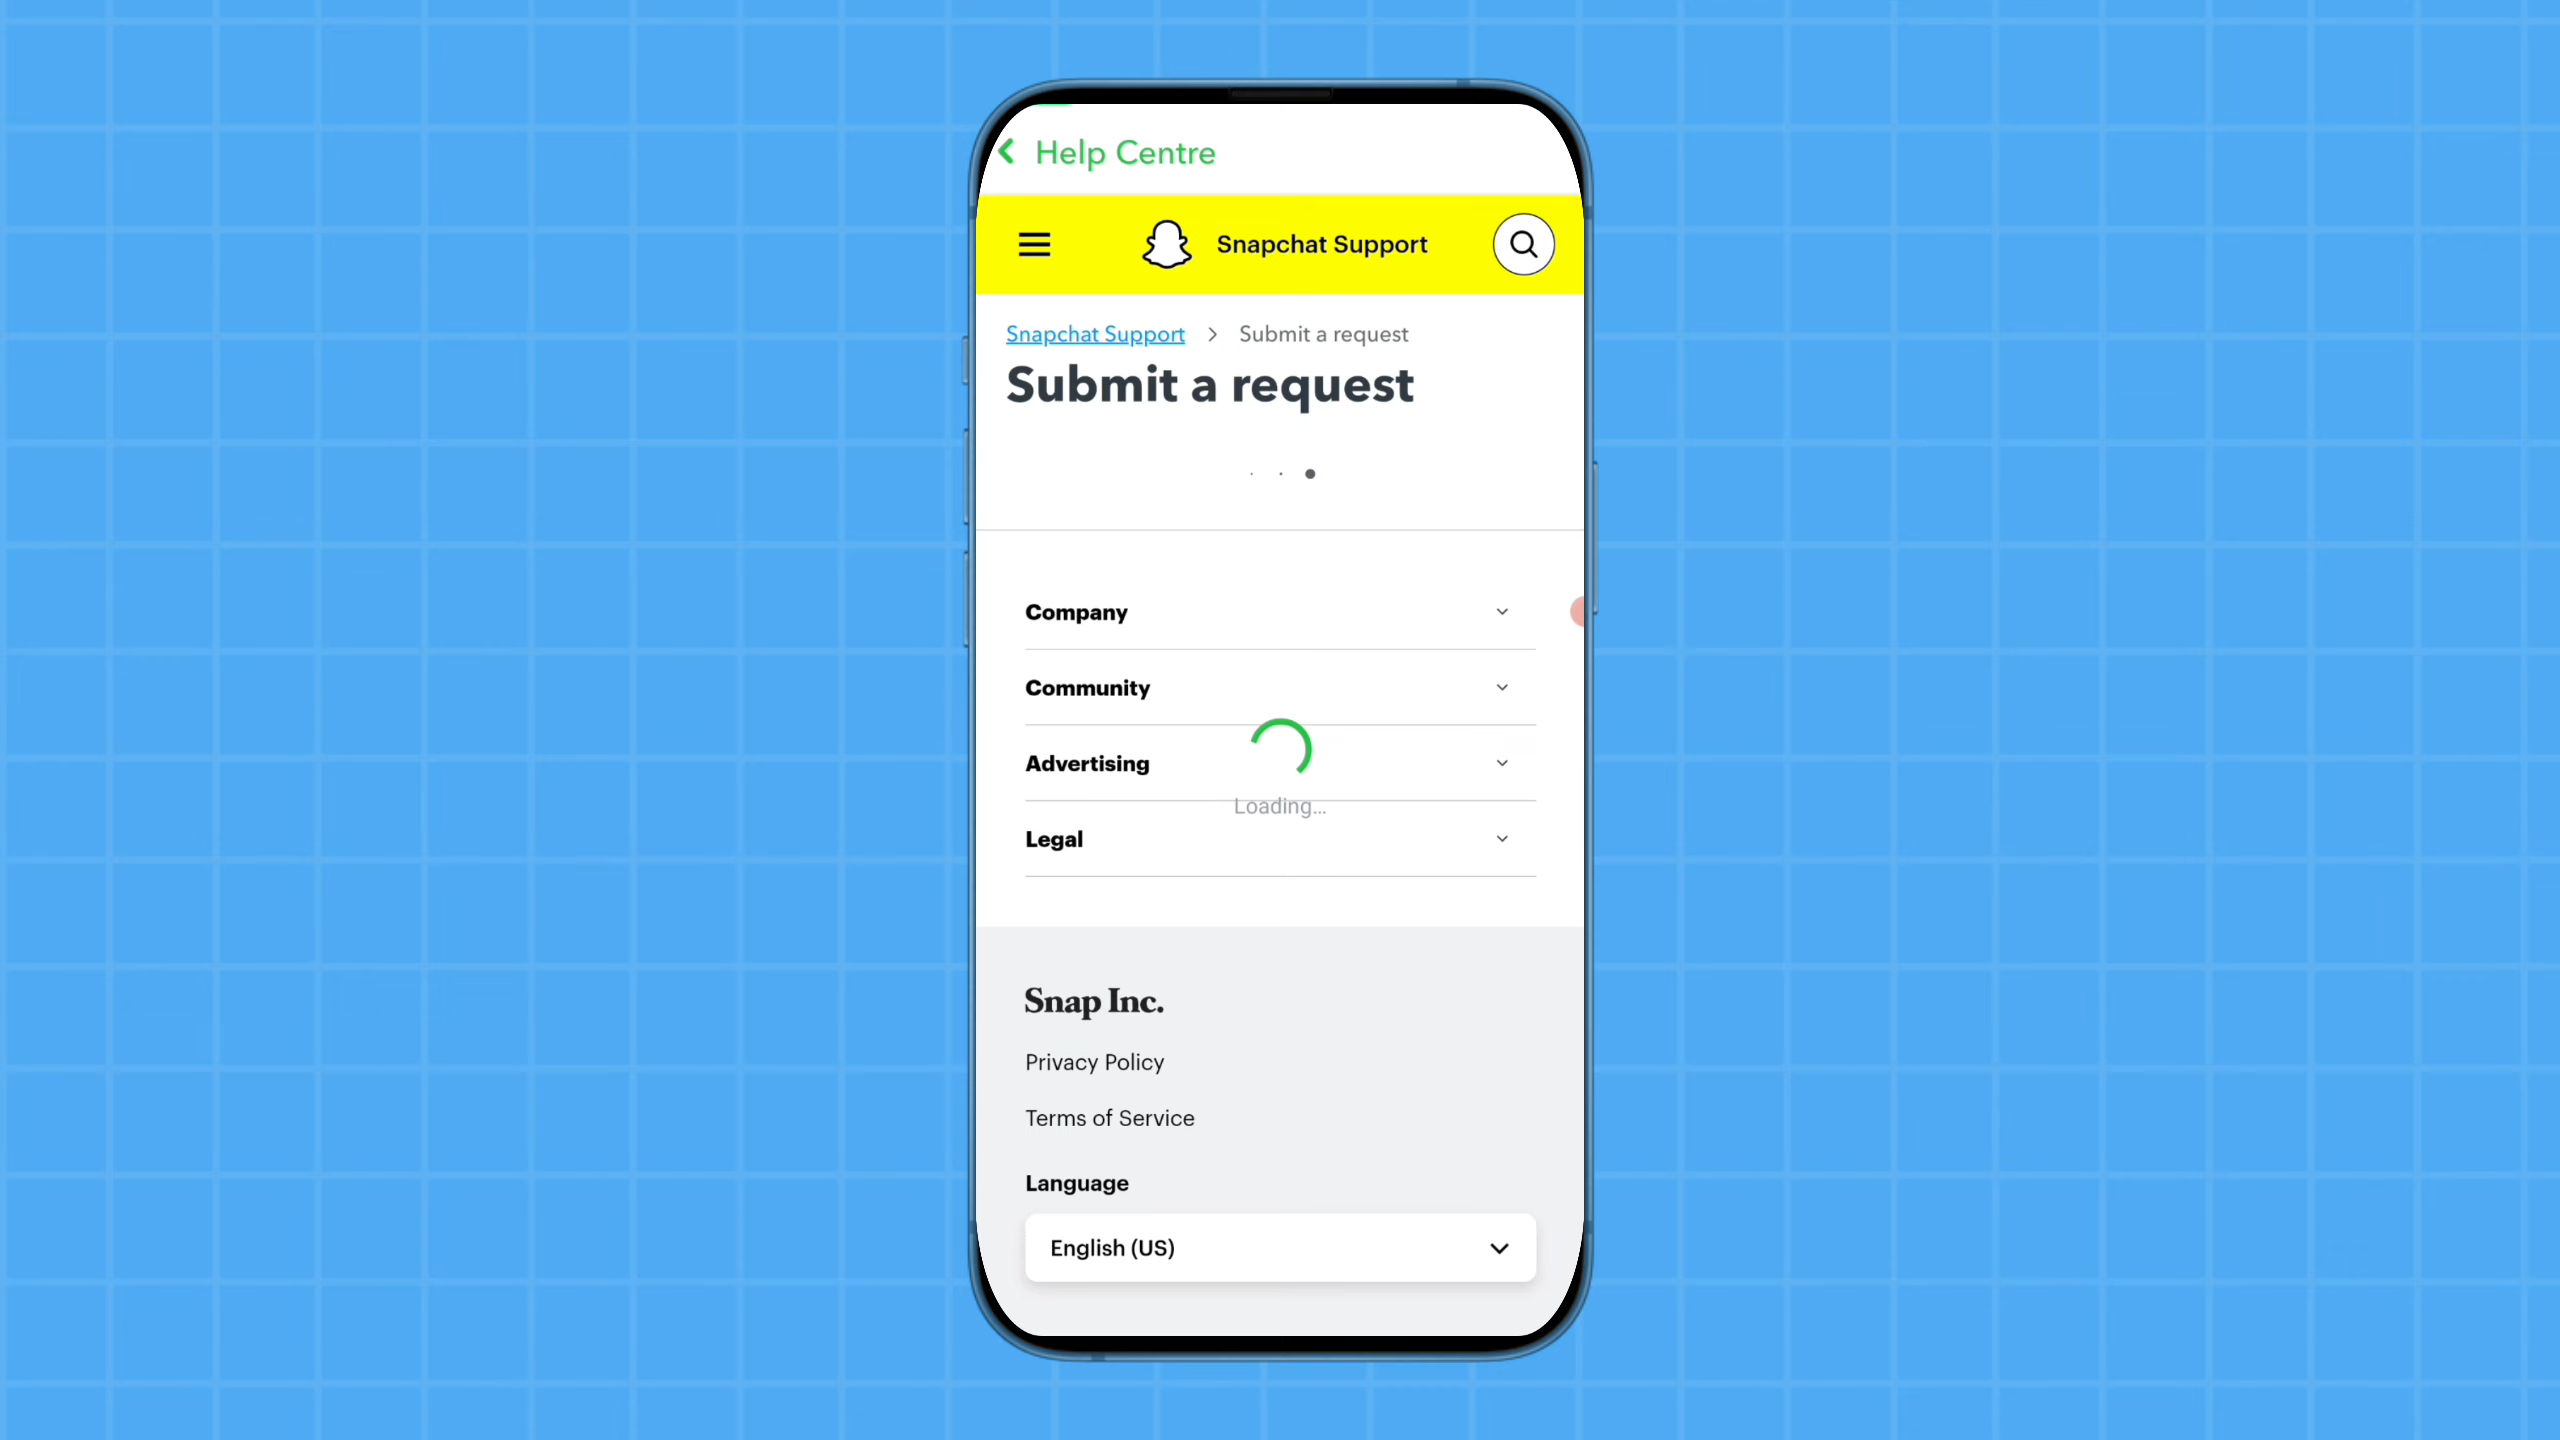 Help Centre
Snapchat Support
Snapchat Support > Submit a request
Submit a request
Company
Community
Advertising
Loading...
Legal
Snap Inc.
Privacy Policy
Terms of Service
Language
English (US)